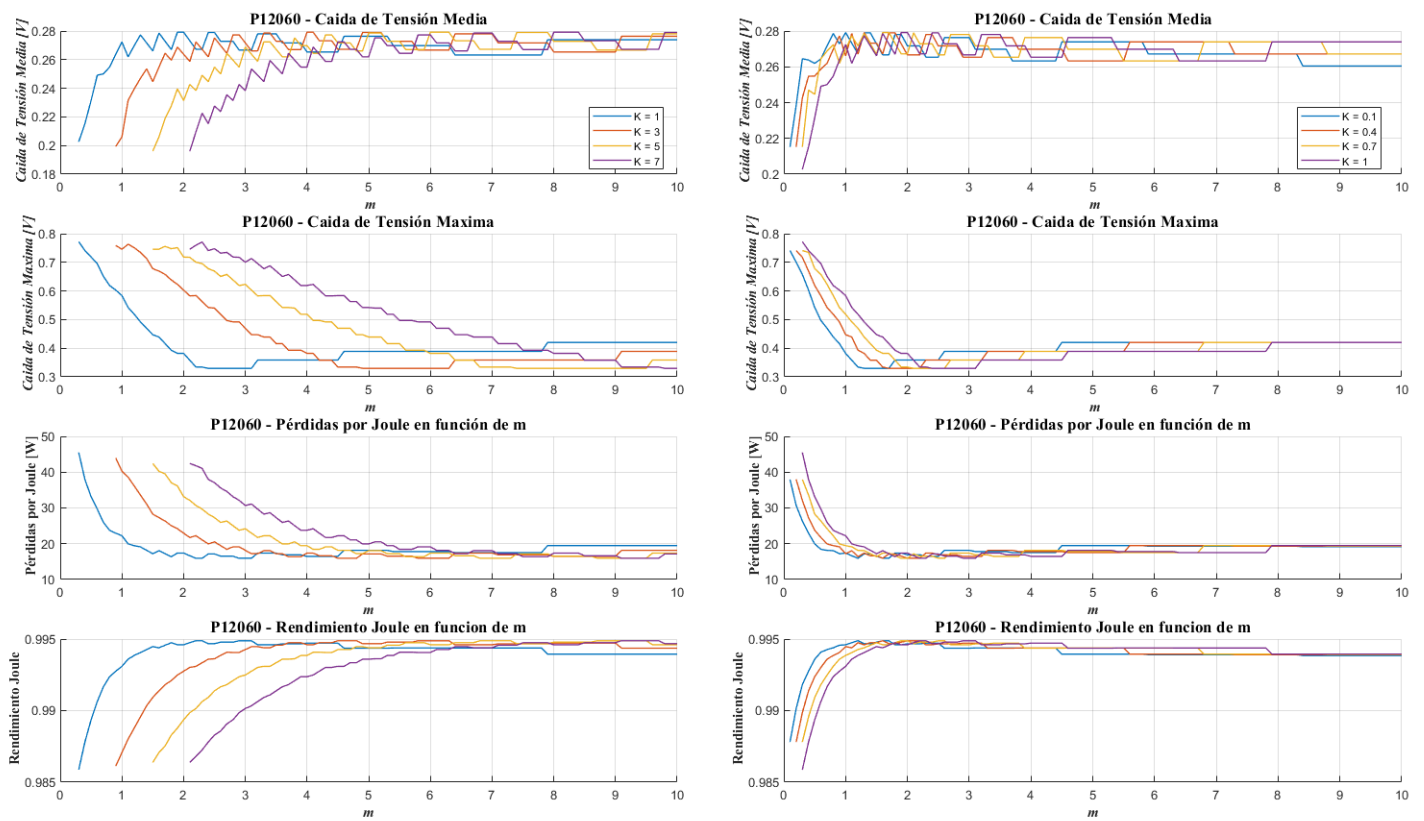 P12060 - Caida de Tensión Media
Caida de Tensión Media [V]
0.28
0.26
0.24
0.22
0.2
0.18
0 1 2 3 4 5 6 7 8 9 10
m
K = 1
K = 3
K = 5
K = 7
P12060 - Caida de Tensión Media
Caida de Tensión Media [V]
0.28
0.26
0.24
0.22
0.2
0 1 2 3 4 5 6 7 8 9 10
m
K = 0.1
K = 0.4
K = 0.7
K = 1
P12060 - Caida de Tensión Maxima
Caida de Tensión Maxima [V]
0.8
0.7
0.6
0.5
0.4
0.3
0 1 2 3 4 5 6 7 8 9 10
m
P12060 - Caida de Tensión Maxima
Caida de Tensión Maxima [V]
0.8
0.7
0.6
0.5
0.4
0.3
0 1 2 3 4 5 6 7 8 9 10
m
P12060 - Pérdidas por Joule en función de m
Pérdidas por Joule [W]
50
40
30
20
10
0 1 2 3 4 5 6 7 8 9 10
m
P12060 - Pérdidas por Joule en función de m
Pérdidas por Joule [W]
50
40
30
20
10
0 1 2 3 4 5 6 7 8 9 10
m
P12060 - Rendimiento Joule en funcion de m
Rendimiento Joule
0.995
0.99
0.985
0 1 2 3 4 5 6 7 8 9 10
m
P12060 - Rendimiento Joule en funcion de m
Rendimiento Joule
0.995
0.99
0.985
0 1 2 3 4 5 6 7 8 9 10
m